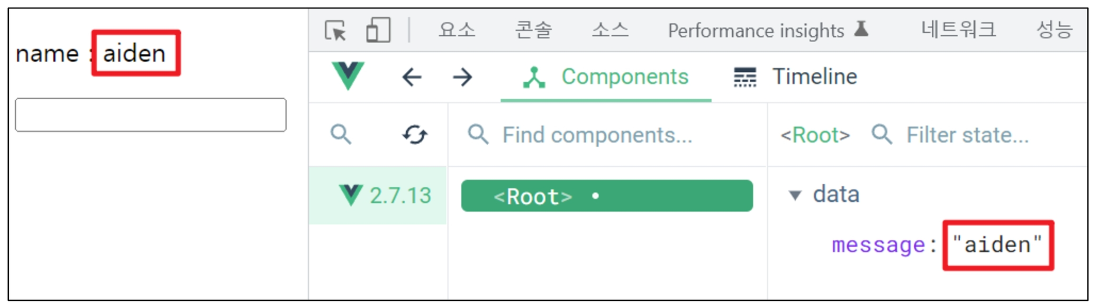 name : aiden
요소 콘솔 소스 Performance insights 네트워크 성능
Components Timeline
Find components... <Root> Filter state...
2.7.13 <Root> • ▼ data
message: "aiden"